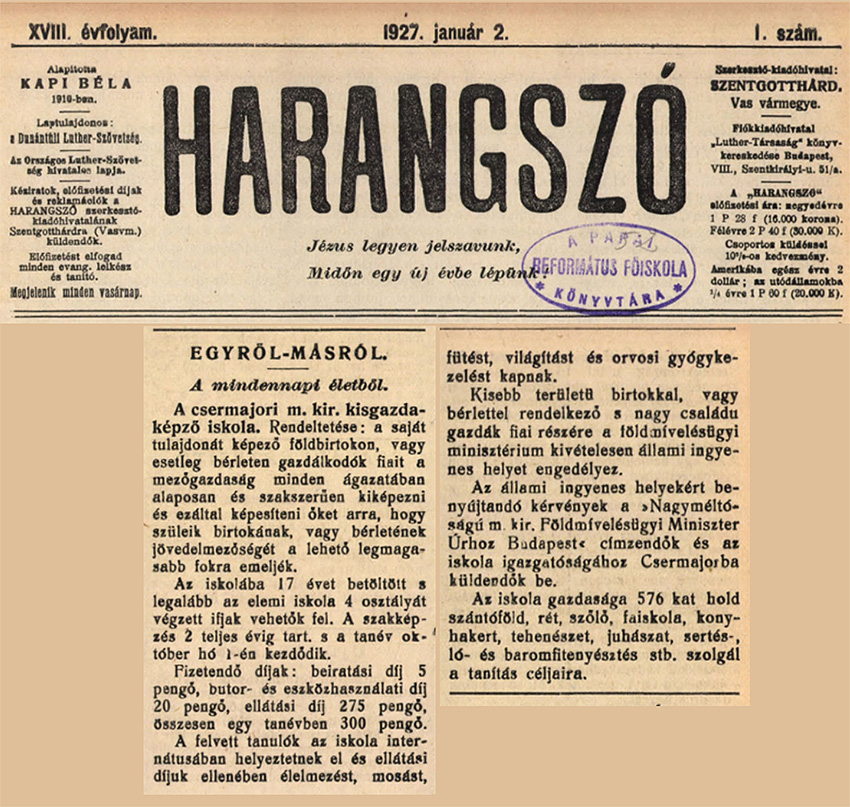 XVIII. évfolyam.
1927. január 2.
1. szám.
Alapította
KAPI BÉLA
1910-ben.
Laptulajdonos:
a Dunántúli Luther-Szövetség.
Az Országos Luther-Szövet-
ség hivatalos lapja.
Kéziratok, előfizetési díjak
és reklamációk a
HARANGSZÓ szerkesztő-
kiadóhivatalának
Szentgotthárdra (Vasvm.)
küldendők.
Előfizetést elfogad
minden evang. lelkész
és tanító.
Megjelenik minden vasárnap.
HARANGSZÓ
Jézus legyen jelszavunk,
Midőn egy új évbe lépünk!
A PÁPAI
REFORMÁTUS FŐISKOLA
* KÖNYVTÁRA *
Szerkesztő-kiadóhivatal:
SZENTGOTTHÁRD,
Vas vármegye.
Fiókkiadóhivatal
„Luther-Társaság" könyv-
kereskedése Budapest,
VIII., Szentkirályi-u. 51/a.
A „HARANGSZÓ"
előfizetési ára: negyedévre
1 P 28 f (16.000 korona).
Félévre 2 P 40 f (30.000 K).
Csoportos küldéssel
10%-os kedvezmény.
Amerikába egész évre 2
dollár; az utódállamokba
¼ évre 1 P 60 f (20.000 K).
EGYRŐL-MÁSRÓL.
A mindennapi életből.
A csermajori m. kir. kisgazda-
képző iskola. Rendeltetése: a saját
tulajdonát képező földbirtokon, vagy
esetleg bérleten gazdálkodók fiait a
mezőgazdaság minden ágazatában
alaposan és szakszerűen kiképezni
és ezáltal képesíteni őket arra, hogy
szüleik birtokának, vagy bérletének
jövedelmezőségét a lehető legmaga-
sabb fokra emeljék.
Az iskolába 17 évet betöltött s
legalább az elemi iskola 4 osztályát
végzett ifjak vehetők fel. A szakkép-
zés 2 teljes évig tart. s a tanév ok-
tóber hó 1-én kezdődik.
Fizetendő díjak: beiratási díj 5
pengő, butor- és eszközhasználati díj
20 pengő, ellátási díj 275 pengő,
összesen egy tanévben 300 pengő.
A felvett tanulók az iskola inter-
nátusában helyeztetnek el és ellátási
díjuk ellenében élelmezést, mosást,
fütést, világítást és orvosi gyógyke-
zelést kapnak.
Kisebb területü birtokkal, vagy
bérlettel rendelkező s nagy családu
gazdák fiai részére a földmívelésügyi
minisztérium kivételesen állami ingye-
nes helyet engedélyez.
Az állami ingyenes helyekért be-
nyújtandó kérvények a »Nagyméltó-
ságú m. kir. Földmívelésügyi Miniszter
Úrhoz Budapest« címzendők és az
iskola igazgatóságához Csermajorba
küldendők be.
Az iskola gazdasága 576 kat hold
szántóföld, rét, szőlő, faiskola, kony-
hakert, tehenészet, juhászat, sertés-,
ló- és baromfitenyésztés stb. szolgál
a tanítás céljaira.